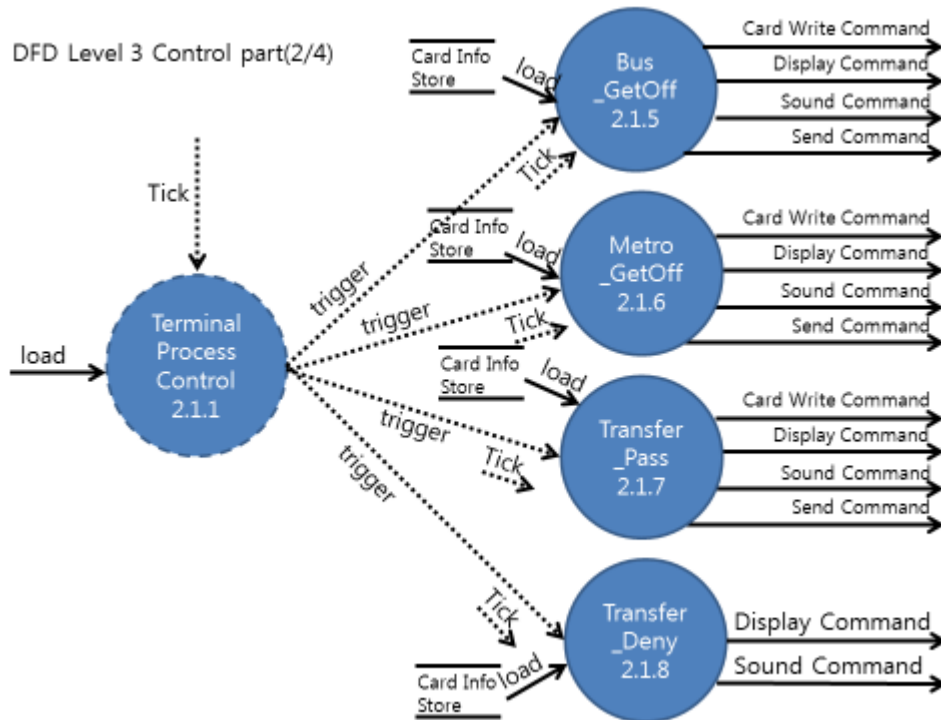 DFD Level 3 Control part(2/4)
Tick
load
Terminal
Process
Control
2.1.1
trigger
trigger
trigger
trigger
Card Info
Store
load
Tick
Bus
_GetOff
2.1.5
Card Write Command
Display Command
Sound Command
Send Command
Card Info
Store
load
Tick
Metro
_GetOff
2.1.6
Card Write Command
Display Command
Sound Command
Send Command
Card Info
Store
load
Tick
Transfer
_Pass
2.1.7
Card Write Command
Display Command
Sound Command
Send Command
Tick
Card Info
Store
load
Transfer
_Deny
2.1.8
Display Command
Sound Command